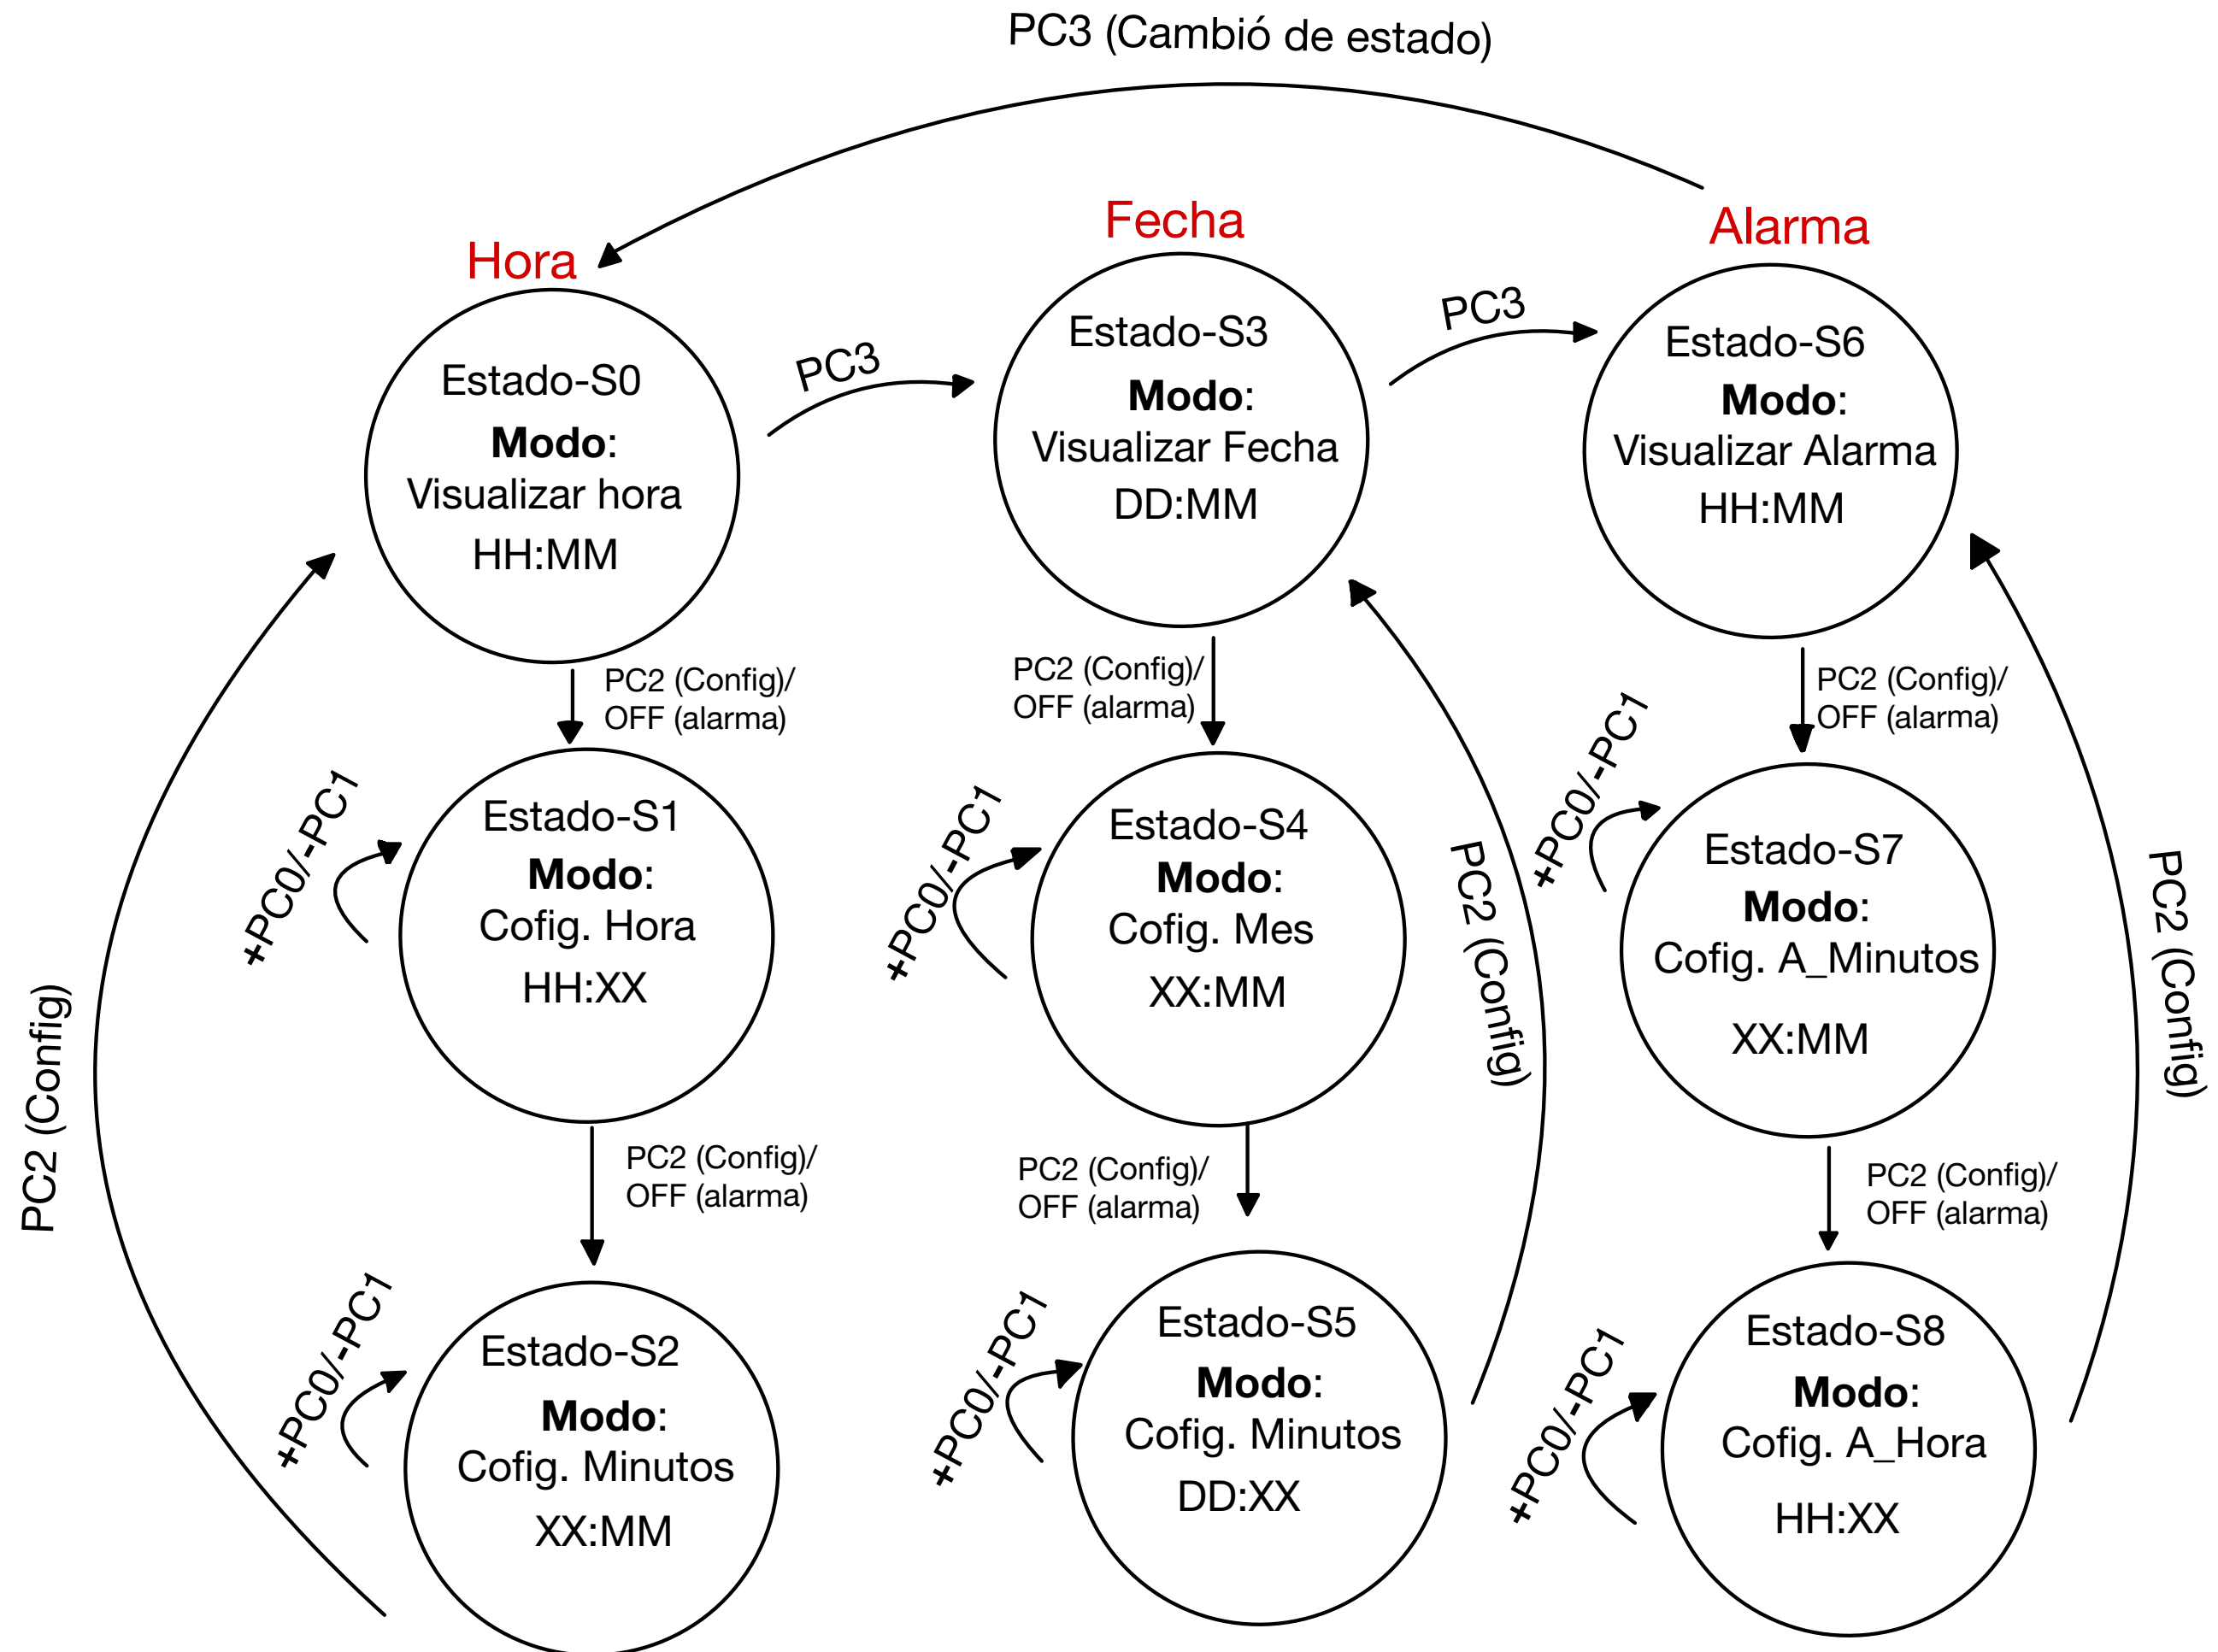 PC3 (Cambió de estado)
Hora
Fecha
Alarma
Estado-S0
Modo:
Visualizar hora
HH:MM
PC3
Estado-S3
Modo:
Visualizar Fecha
DD:MM
PC3
Estado-S6
Modo:
Visualizar Alarma
HH:MM
PC2 (Config)/
OFF (alarma)
PC2 (Config)/
OFF (alarma)
PC2 (Config)/
OFF (alarma)
+PC0/-PC1
Estado-S1
Modo:
Cofig. Hora
HH:XX
+PC0/-PC1
Estado-S4
Modo:
Cofig. Mes
XX:MM
+PC0/-PC1
Estado-S7
Modo:
Cofig. A_Minutos
XX:MM
PC2 (Config)
PC2 (Config)
PC2 (Config)
PC2 (Config)/
OFF (alarma)
PC2 (Config)/
OFF (alarma)
PC2 (Config)/
OFF (alarma)
+PC0/-PC1
Estado-S2
Modo:
Cofig. Minutos
XX:MM
+PC0/-PC1
Estado-S5
Modo:
Cofig. Minutos
DD:XX
+PC0/-PC1
Estado-S8
Modo:
Cofig. A_Hora
HH:XX